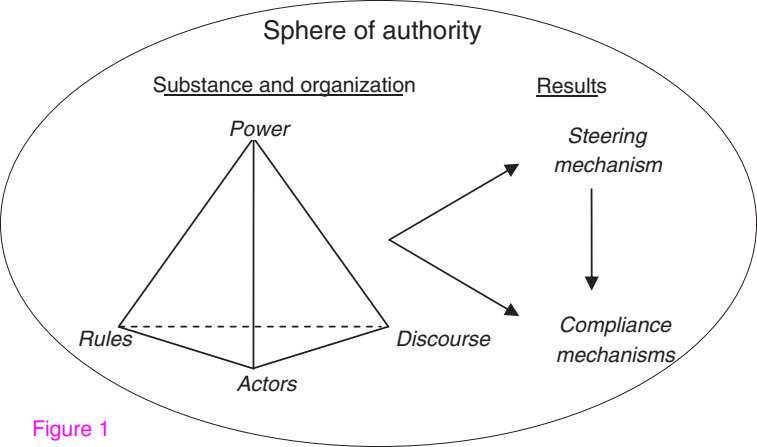 Sphere of authority
Substance and organization
Results
Power
Steering
mechanism
Rules
Discourse
Actors
Compliance
mechanisms
Figure 1